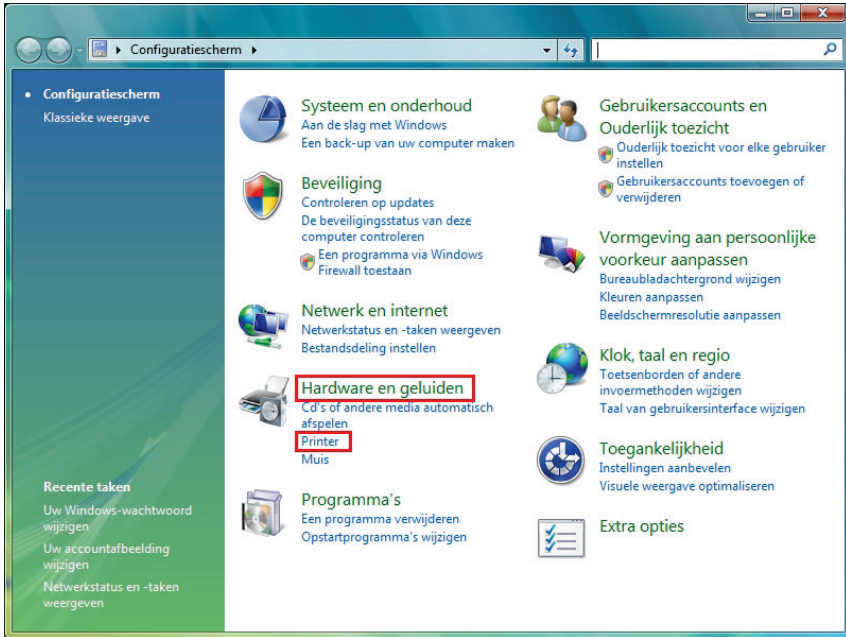 Configuratiescherm
Configuratiescherm
Klassieke weergave
Systeem en onderhoud
Aan de slag met Windows
Een back-up van uw computer maken
Beveiliging
Controleren op updates
De beveiligingsstatus van deze
computer controleren
Een programma via Windows
Firewall toestaan
Netwerk en internet
Netwerkstatus en -taken weergeven
Bestandsdeling instellen
Hardware en geluiden
Cd's of andere media automatisch
afspelen
Printer
Muis
Programma's
Een programma verwijderen
Opstartprogramma's wijzigen
Gebruikersaccounts en
Ouderlijk toezicht
Ouderlijk toezicht voor elke gebruiker
instellen
Gebruikersaccounts toevoegen of
verwijderen
Vormgeving aan persoonlijke
voorkeur aanpassen
Bureaubladachtergrond wijzigen
Kleuren aanpassen
Beeldschermresolutie aanpassen
Klok, taal en regio
Toetsenborden of andere
invoermethoden wijzigen
Taal van gebruikersinterface wijzigen
Toegankelijkheid
Instellingen aanbevelen
Visuele weergave optimaliseren
Extra opties
Recente taken
Uw Windows-wachtwoord
wijzigen
Uw accountafbeelding
wijzigen
Netwerkstatus en -taken
weergeven